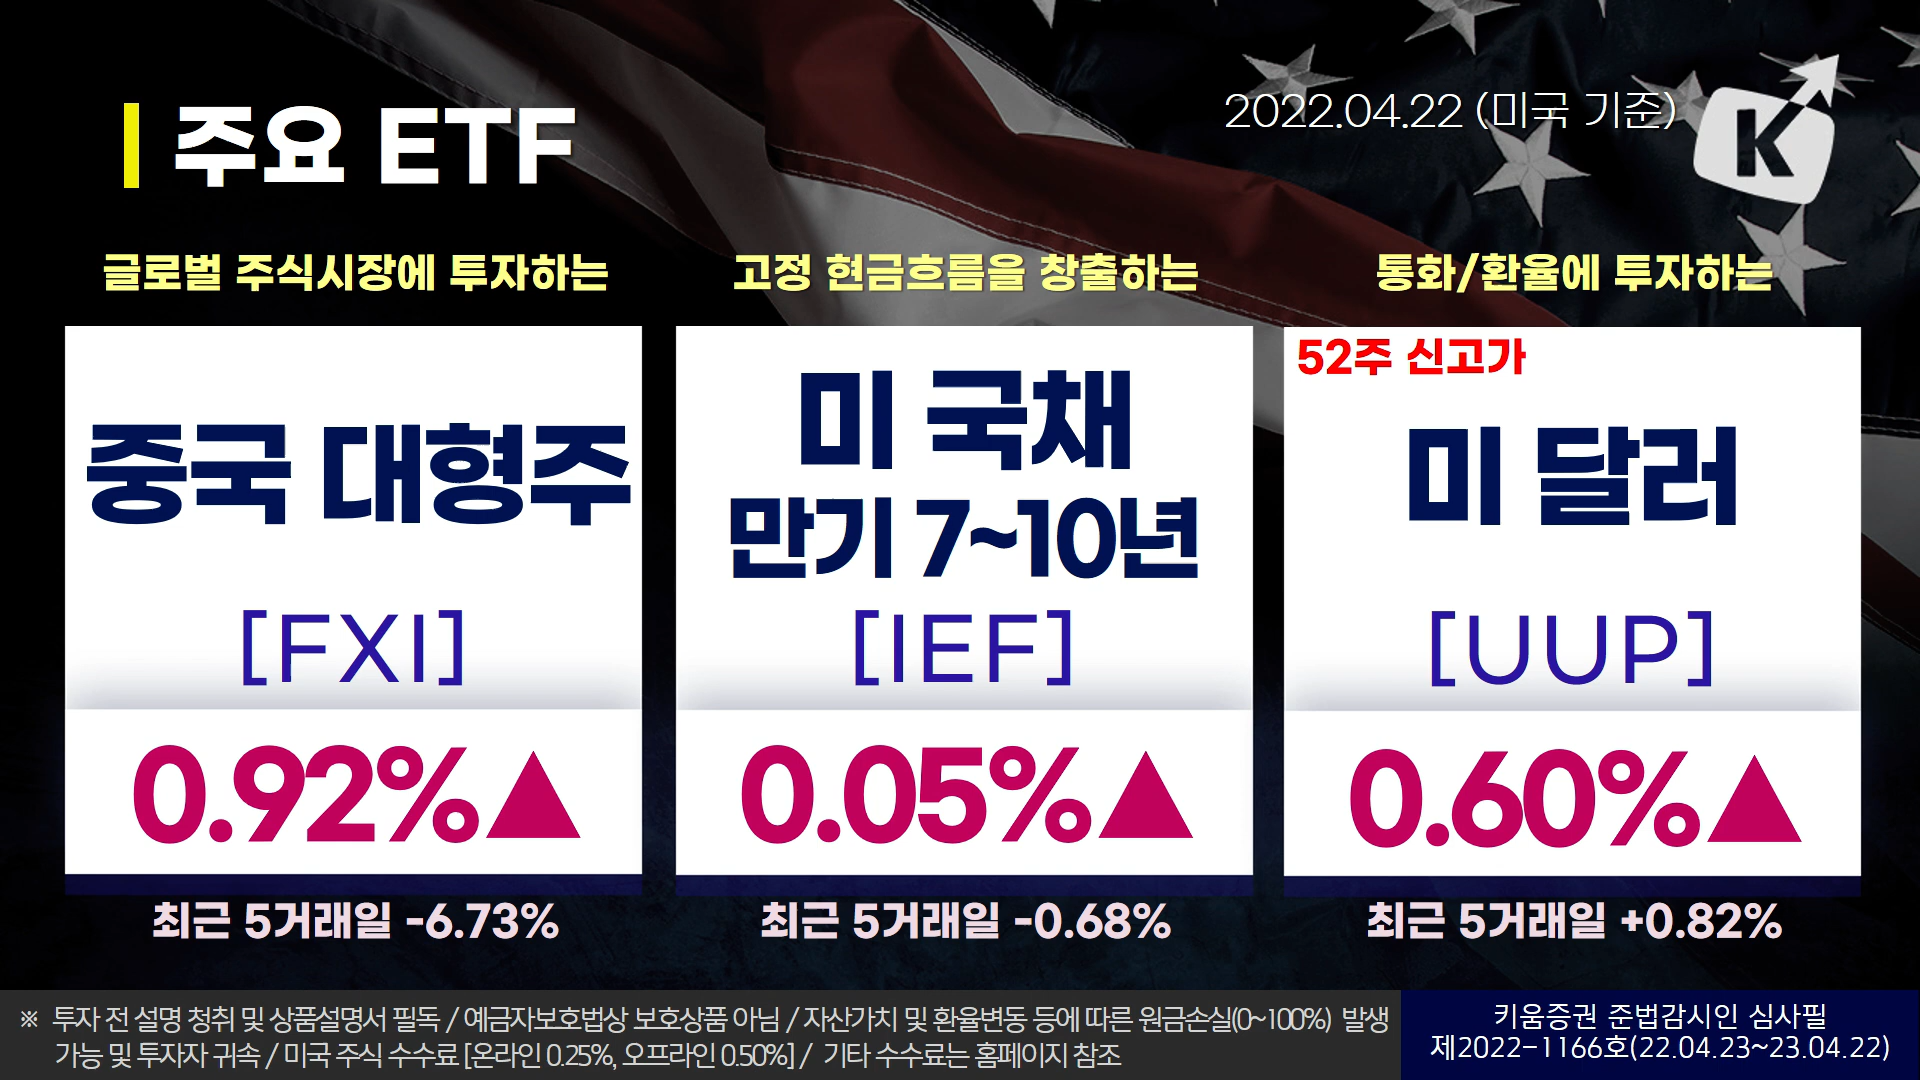 주요 ETF
2022.04.22 (미국 기준)
K
글로벌 주식시장에 투자하는
중국 대형주
[FXI]
0.92%▲
최근 5거래일 -6.73%
고정 현금흐름을 창출하는
미 국채
만기 7~10년
[IEF]
0.05%▲
최근 5거래일 -0.68%
통화/환율에 투자하는
52주 신고가
미 달러
[UUP]
0.60%▲
최근 5거래일 +0.82%
※ 투자 전 설명 청취 및 상품설명서 필독 / 예금자보호법상 보호상품 아님 / 자산가치 및 환율변동 등에 따른 원금손실(0~100%) 발생
가능 및 투자자 귀속 / 미국 주식 수수료 [온라인 0.25%, 오프라인 0.50%] / 기타 수수료는 홈페이지 참조
키움증권 준법감시인 심사필
제2022-1166호(22.04.23~23.04.22)